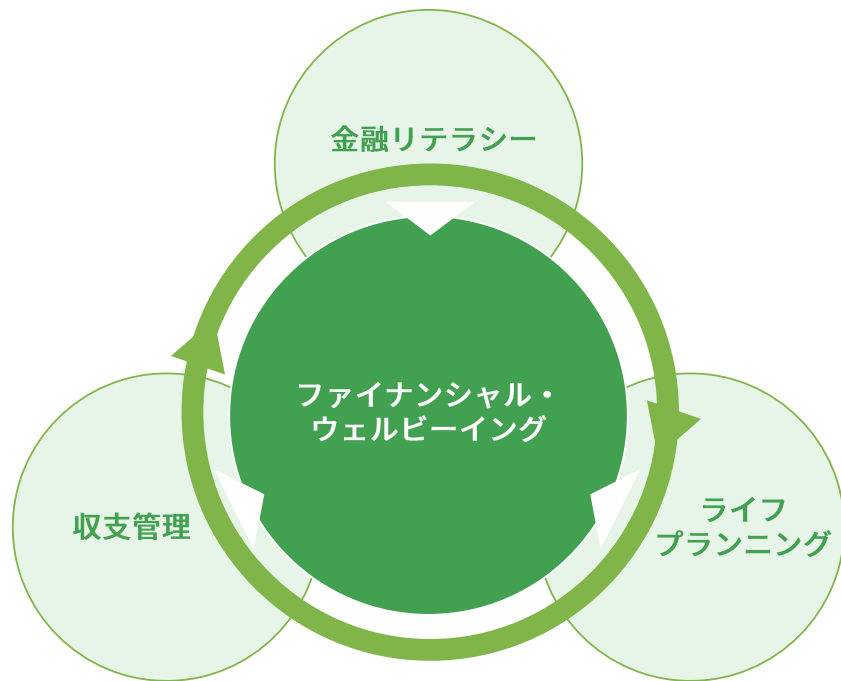 金融リテラシー
ファイナンシャル・
ウェルビーイング
収支管理
ライフ
プランニング